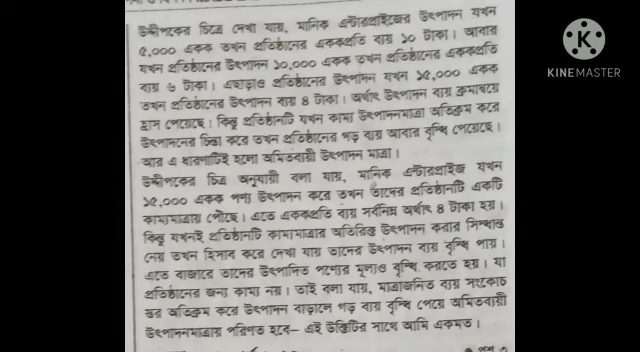 উদ্দীপকের চিত্রে দেখা যায়, মানিক এন্টারপ্রাইজের উৎপাদন যখন
৫,০০০ একক তখন প্রতিষ্ঠানের এককপ্রতি ব্যয় ১০ টাকা। আবার
যখন প্রতিষ্ঠানের উৎপাদন ১০,০০০ একক তখন প্রতিষ্ঠানের এককপ্রতি
ব্যয় ৬ টাকা। এছাড়াও প্রতিষ্ঠানের উৎপাদন যখন ১৫,০০০ একক
তখন প্রতিষ্ঠানের উৎপাদন ব্যয় ৪ টাকা। অর্থাৎ উৎপাদন ব্যয় ক্রমান্বয়ে
হ্রাস পেয়েছে। কিন্তু প্রতিষ্ঠানটি যখন কাম্য উৎপাদনমাত্রা অতিক্রম করে
উৎপাদনের চিন্তা করে তখন প্রতিষ্ঠানের গড় ব্যয় আবার বৃদ্ধি পেয়েছে।
আর এ ধারণাটিই হলো অমিতব্যয়ী উৎপাদন মাত্রা।
উদ্দীপকের চিত্র অনুযায়ী বলা যায়, মানিক এন্টারপ্রাইজ যখন
১৫,০০০ একক পণ্য উৎপাদন করে তখন তাদের প্রতিষ্ঠানটি একটি
কাম্যমাত্রায় পৌঁছে। এতে এককপ্রতি ব্যয় সর্বনিম্ন অর্থাৎ ৪ টাকা হয়।
কিন্তু যখনই প্রতিষ্ঠানটি কাম্যমাত্রার অতিরিক্ত উৎপাদন করার সিদ্ধান্ত
নেয় তখন হিসাব করে দেখা যায় তাদের উৎপাদন ব্যয় বৃদ্ধি পায়।
এতে বাজারে তাদের উৎপাদিত পণ্যের মূল্যও বৃদ্ধি করতে হয়। যা
প্রতিষ্ঠানের জন্য কাম্য নয়। তাই বলা যায়, মাত্রাজনিত ব্যয় সংকোচ
স্তর অতিক্রম করে উৎপাদন বাড়ালে গড় ব্যয় বৃদ্ধি পেয়ে অমিতব্যয়ী
উৎপাদনমাত্রায় পরিণত হবে– এই উক্তিটির সাথে আমি একমত।
KINEMASTER